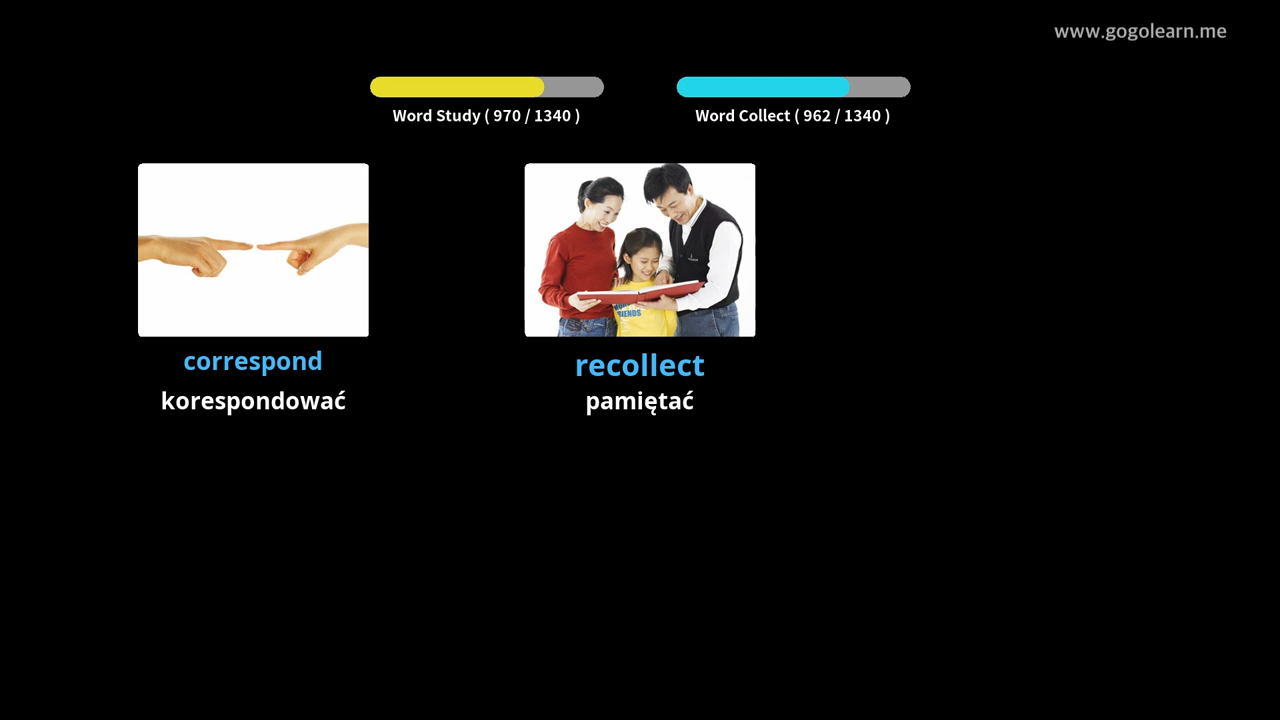 www.gogolearn.me
Word Study ( 970 / 1340 )
Word Collect ( 962 / 1340 )
correspond
korespondować
recollect
pamiętać